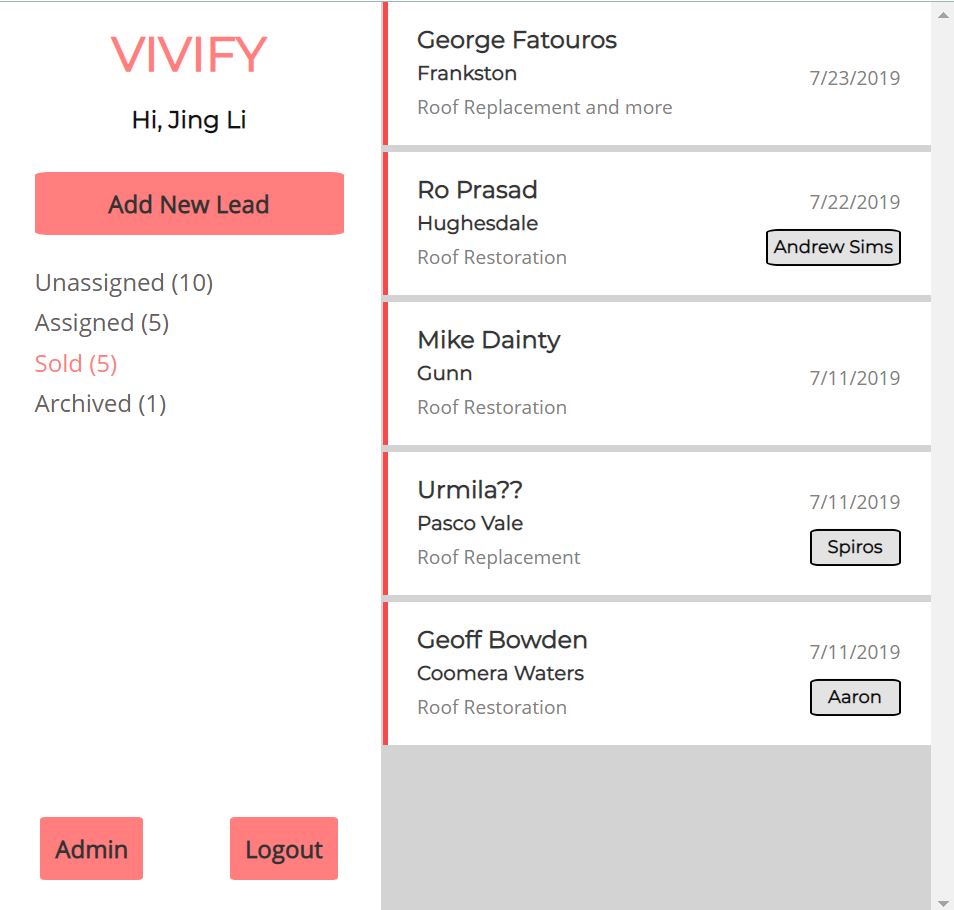 VIVIFY
Hi, Jing Li
Add New Lead
Unassigned (10)
Assigned (5)
Sold (5)
Archived (1)
Admin
Logout
George Fatouros
Frankston
7/23/2019
Roof Replacement and more
Ro Prasad
7/22/2019
Hughesdale
Andrew Sims
Roof Restoration
Mike Dainty
Gunn
7/11/2019
Roof Restoration
Urmila??
7/11/2019
Pasco Vale
Spiros
Roof Replacement
Geoff Bowden
7/11/2019
Coomera Waters
Aaron
Roof Restoration